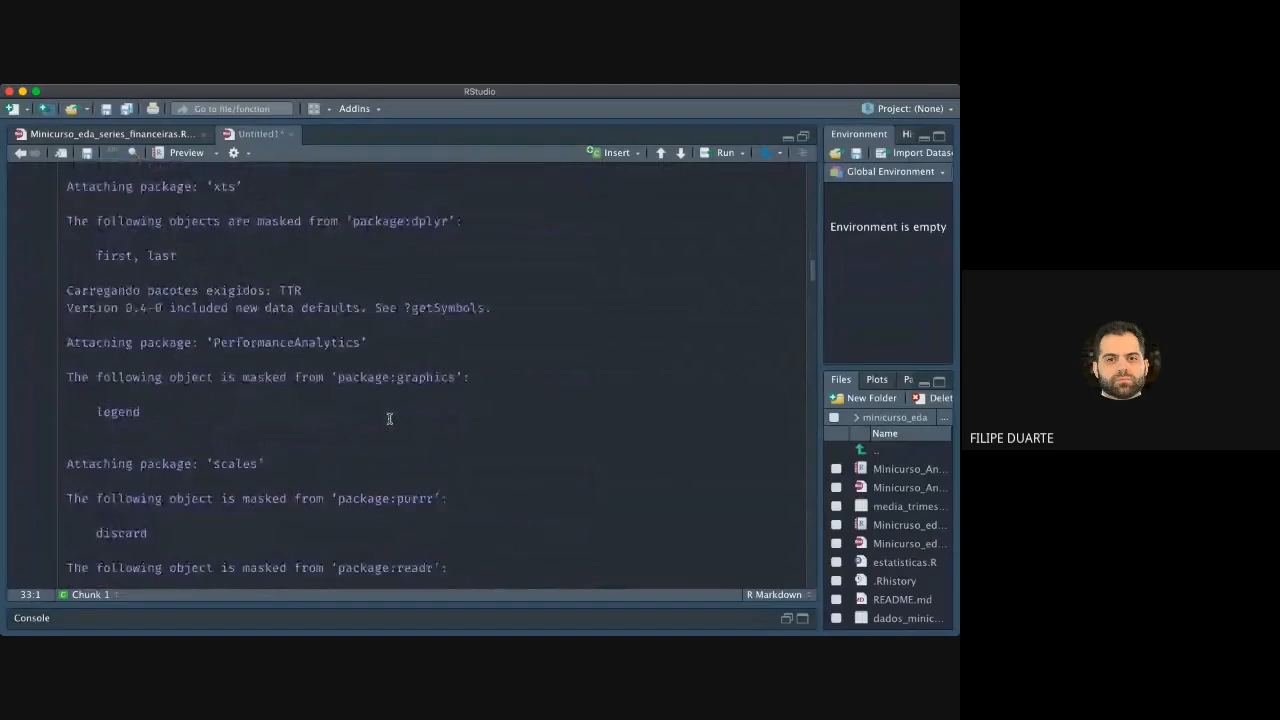 RStudio
Go to file/function
Addins
Project: (None)
Minicurso_eda_series_financeiras.R...
Untitled1*
Preview
Insert
Run
Attaching package: ‘xts’
The following objects are masked from ‘package:dplyr’:
first, last
Carregando pacotes exigidos: TTR
Version 0.4-0 included new data defaults. See ?getSymbols.
Attaching package: ‘PerformanceAnalytics’
The following object is masked from ‘package:graphics’:
legend
Attaching package: ‘scales’
The following object is masked from ‘package:purrr’:
discard
The following object is masked from ‘package:readr’:
33:1
Chunk 1
R Markdown
Console
Environment
Hi
Import Datas
Global Environment
Environment is empty
Files
Plots
Pa
New Folder
Delet
minicurso_eda
...
Name
..
Minicurso_An...
Minicurso_An...
media_trimes...
Minicruso_ed...
Minicurso_ed...
estatisticas.R
.Rhistory
README.md
dados_minic...
FILIPE DUARTE